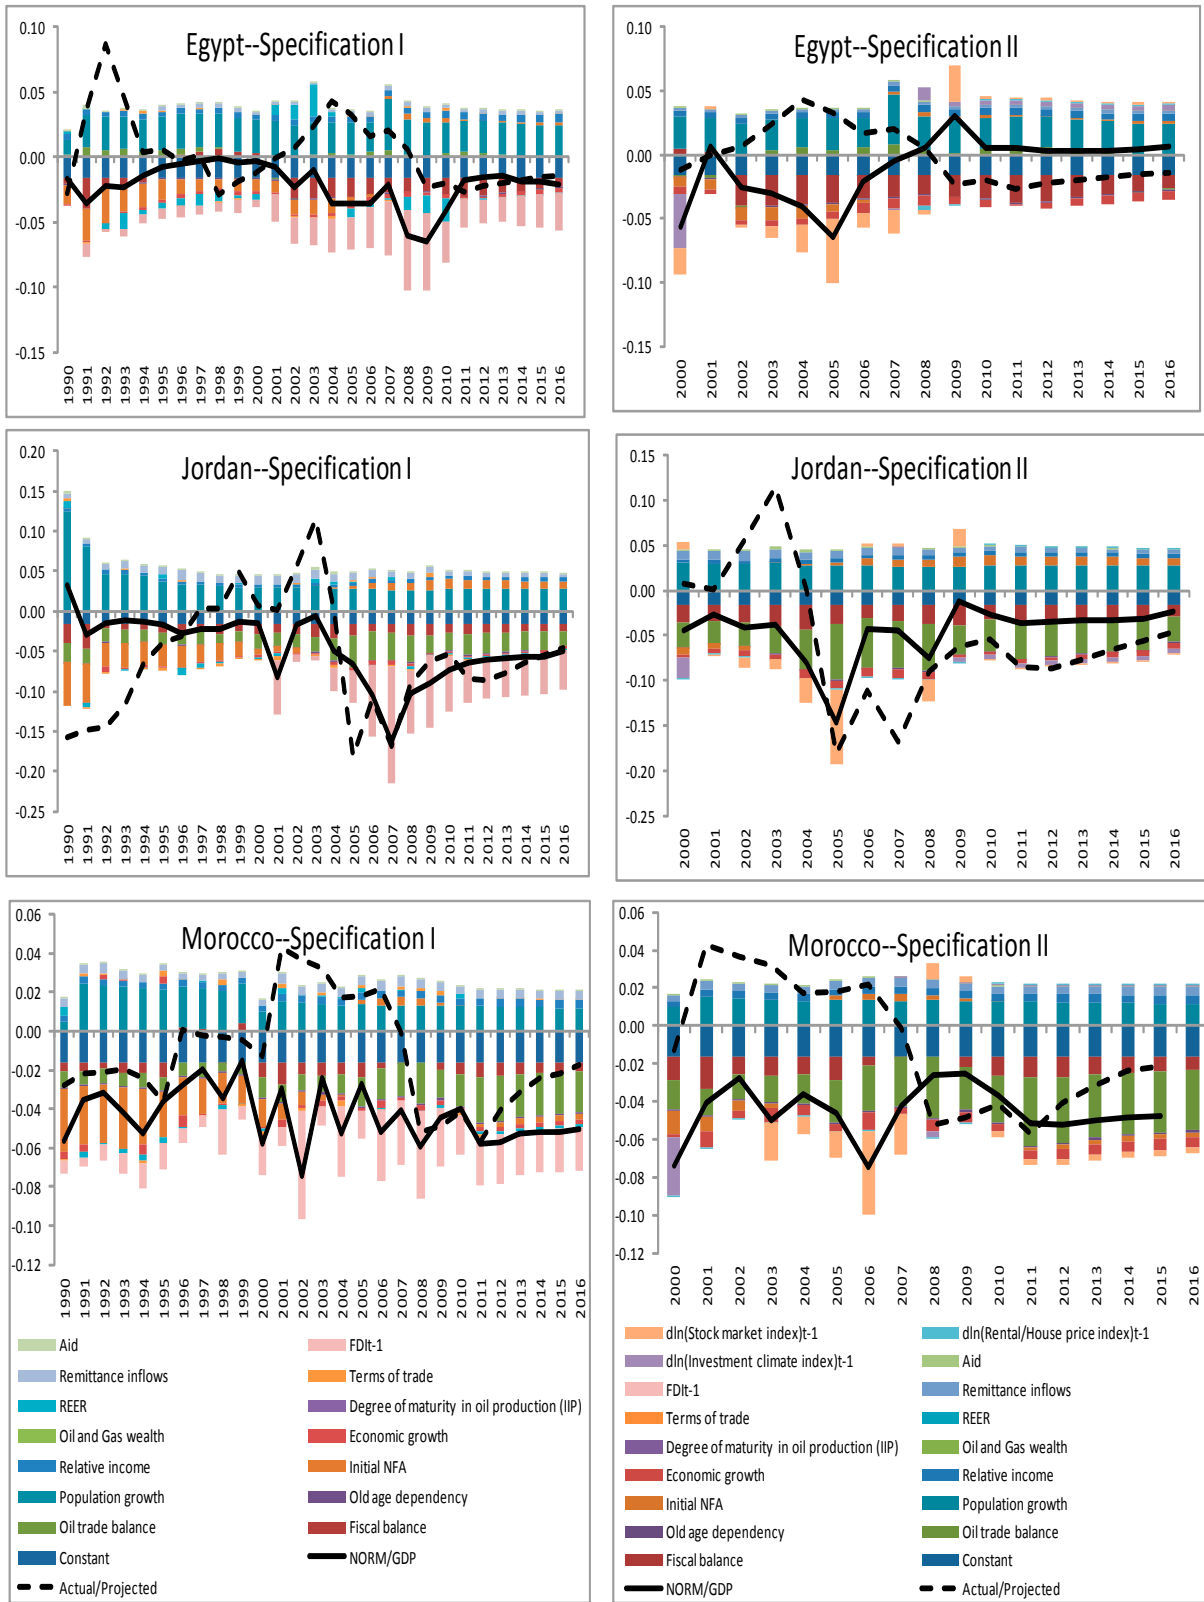 Egypt--Specification I
0.10
0.05
0.00
-0.05
-0.10
-0.15
1990 1991 1992 1993 1994 1995 1996 1997 1998 1999 2000 2001 2002 2003 2004 2005 2006 2007 2008 2009 2010 2011 2012 2013 2014 2015 2016
Egypt--Specification II
0.10
0.05
0.00
-0.05
-0.10
-0.15
2000 2001 2002 2003 2004 2005 2006 2007 2008 2009 2010 2011 2012 2013 2014 2015 2016
Jordan--Specification I
0.20
0.15
0.10
0.05
0.00
-0.05
-0.10
-0.15
-0.20
-0.25
1990 1991 1992 1993 1994 1995 1996 1997 1998 1999 2000 2001 2002 2003 2004 2005 2006 2007 2008 2009 2010 2011 2012 2013 2014 2015 2016
Jordan--Specification II
0.15
0.10
0.05
0.00
-0.05
-0.10
-0.15
-0.20
-0.25
2000 2001 2002 2003 2004 2005 2006 2007 2008 2009 2010 2011 2012 2013 2014 2015 2016
Morocco--Specification I
0.06
0.04
0.02
0.00
-0.02
-0.04
-0.06
-0.08
-0.10
-0.12
1990 1991 1992 1993 1994 1995 1996 1997 1998 1999 2000 2001 2002 2003 2004 2005 2006 2007 2008 2009 2010 2011 2012 2013 2014 2015 2016
Aid
FDIt-1
Remittance inflows
Terms of trade
REER
Degree of maturity in oil production (IIP)
Oil and Gas wealth
Economic growth
Relative income
Initial NFA
Population growth
Old age dependency
Oil trade balance
Fiscal balance
Constant
NORM/GDP
Actual/Projected
Morocco--Specification II
0.06
0.04
0.02
0.00
-0.02
-0.04
-0.06
-0.08
-0.10
-0.12
2000 2001 2002 2003 2004 2005 2006 2007 2008 2009 2010 2011 2012 2013 2014 2015 2016
dln(Stock market index)t-1
dln(Rental/House price index)t-1
dln(Investment climate index)t-1
Aid
FDIt-1
Remittance inflows
Terms of trade
REER
Degree of maturity in oil production (IIP)
Oil and Gas wealth
Economic growth
Relative income
Initial NFA
Population growth
Old age dependency
Oil trade balance
Fiscal balance
Constant
NORM/GDP
Actual/Projected